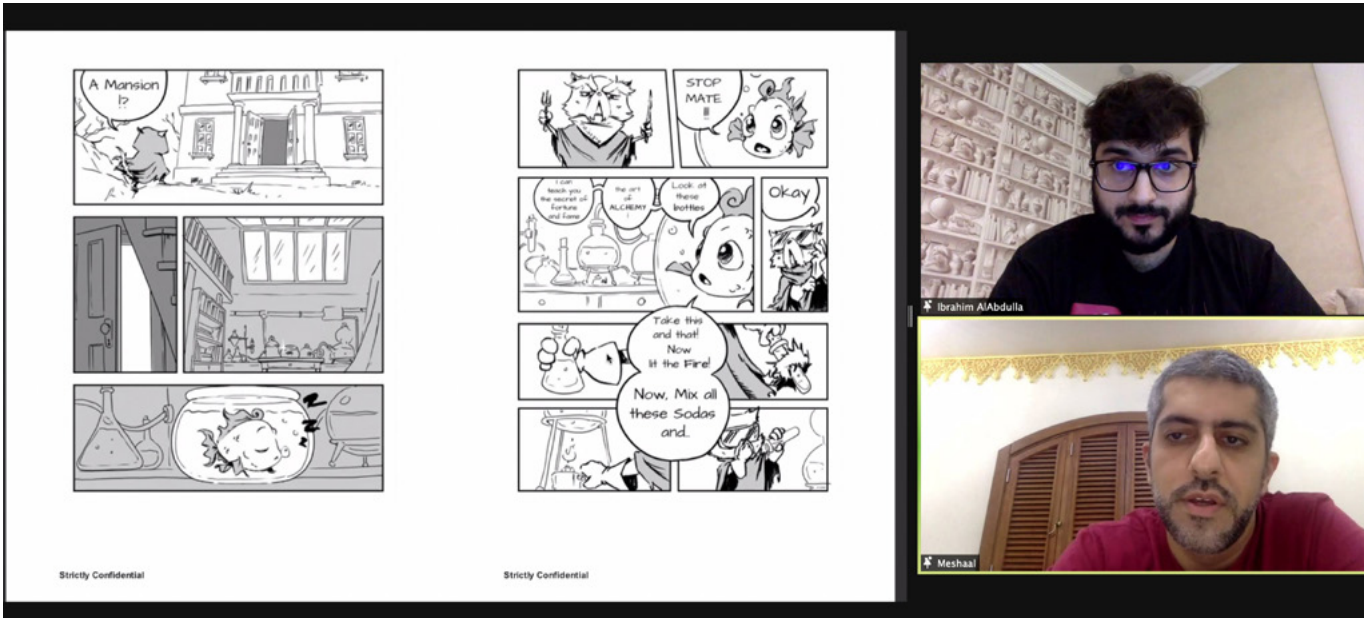 A Mansion
!?
STOP
MATE
!!!
I can
teach you
the secret of
fortune
and fame
the art
of
ALCHEMY
!
Look at
these
bottles
Okay
Take this
and that!
Now
lit the Fire!
Now, Mix all
these Sodas
and..
Strictly Confidential
Strictly Confidential
Ibrahim AlAbdulla
Meshaal